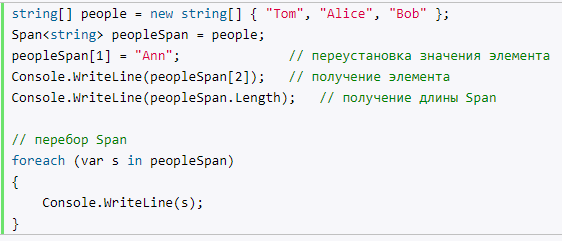 string[] people = new string[] { "Tom", "Alice", "Bob" };
Span<string> peopleSpan = people;
peopleSpan[1] = "Ann";               // переустановка значения элемента
Console.WriteLine(peopleSpan[2]);   // получение элемента
Console.WriteLine(peopleSpan.Length);   // получение длины Span

// перебор Span
foreach (var s in peopleSpan)
{
    Console.WriteLine(s);
}